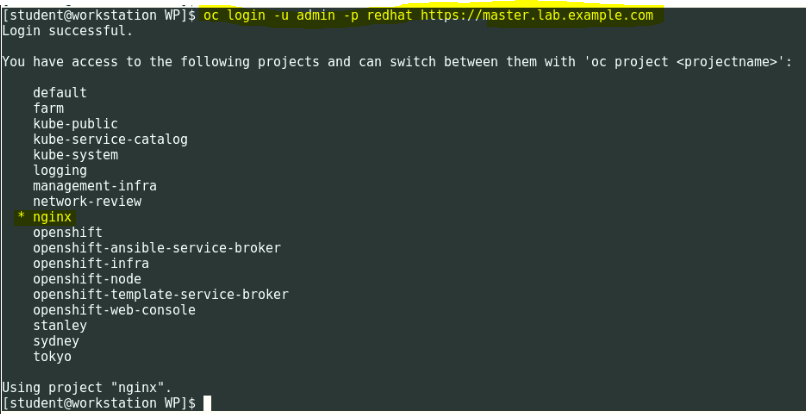 [student@workstation WP]$ oc login -u admin -p redhat https://master.lab.example.com
Login successful.
You have access to the following projects and can switch between them with 'oc project <projectname>':
default
farm
kube-public
kube-service-catalog
kube-system
logging
management-infra
network-review
* nginx
openshift
openshift-ansible-service-broker
openshift-infra
openshift-node
openshift-template-service-broker
openshift-web-console
stanley
sydney
tokyo
Using project "nginx".
[student@workstation WP]$